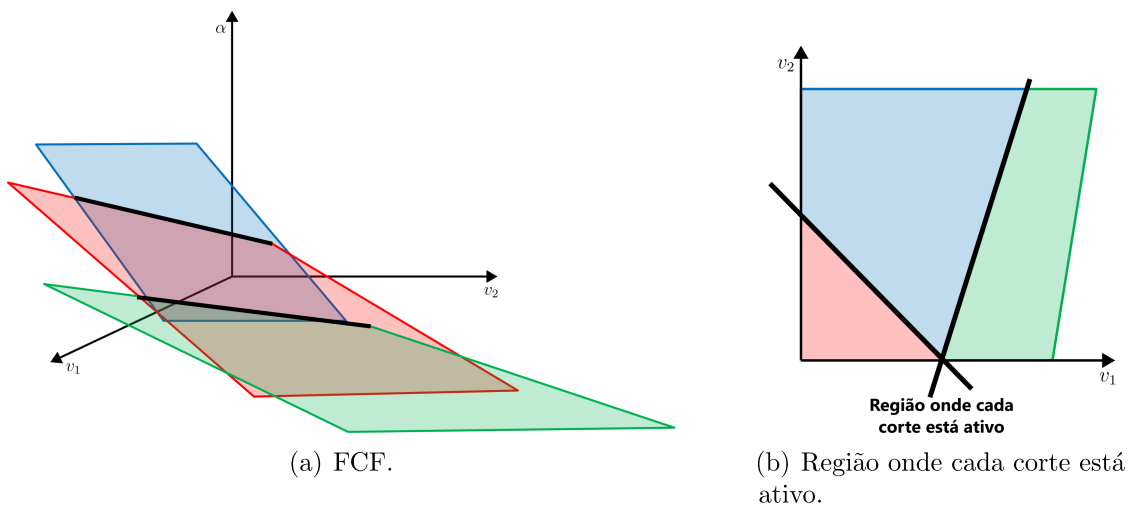 α
v₂
v₁
(a) FCF.
v₂
v₁
Região onde cada
corte está ativo
(b) Região onde cada corte está
ativo.